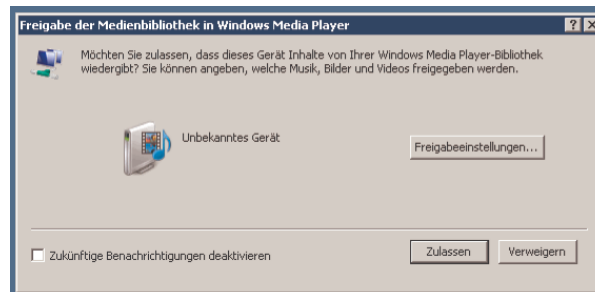 Freigabe der Medienbibliothek in Windows Media Player
Möchten Sie zulassen, dass dieses Gerät Inhalte von Ihrer Windows Media Player-Bibliothek
wiedergibt? Sie können angeben, welche Musik, Bilder und Videos freigegeben werden.
Unbekanntes Gerät
Freigabeeinstellungen...
Zukünftige Benachrichtigungen deaktivieren
Zulassen
Verweigern